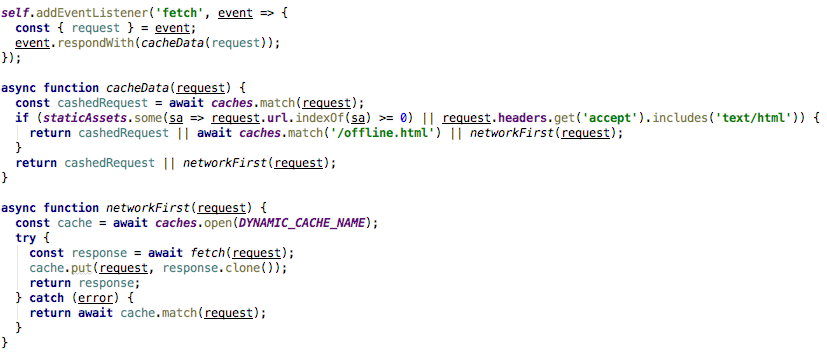 self.addEventListener('fetch', event => {
  const { request } = event;
  event.respondWith(cacheData(request));
});

async function cacheData(request) {
  const cashedRequest = await caches.match(request);
  if (staticAssets.some(sa => request.url.indexOf(sa) >= 0) || request.headers.get('accept').includes('text/html')) {
    return cashedRequest || await caches.match('/offline.html') || networkFirst(request);
  }
  return cashedRequest || networkFirst(request);
}

async function networkFirst(request) {
  const cache = await caches.open(DYNAMIC_CACHE_NAME);
  try {
    const response = await fetch(request);
    cache.put(request, response.clone());
    return response;
  } catch (error) {
    return await cache.match(request);
  }
}